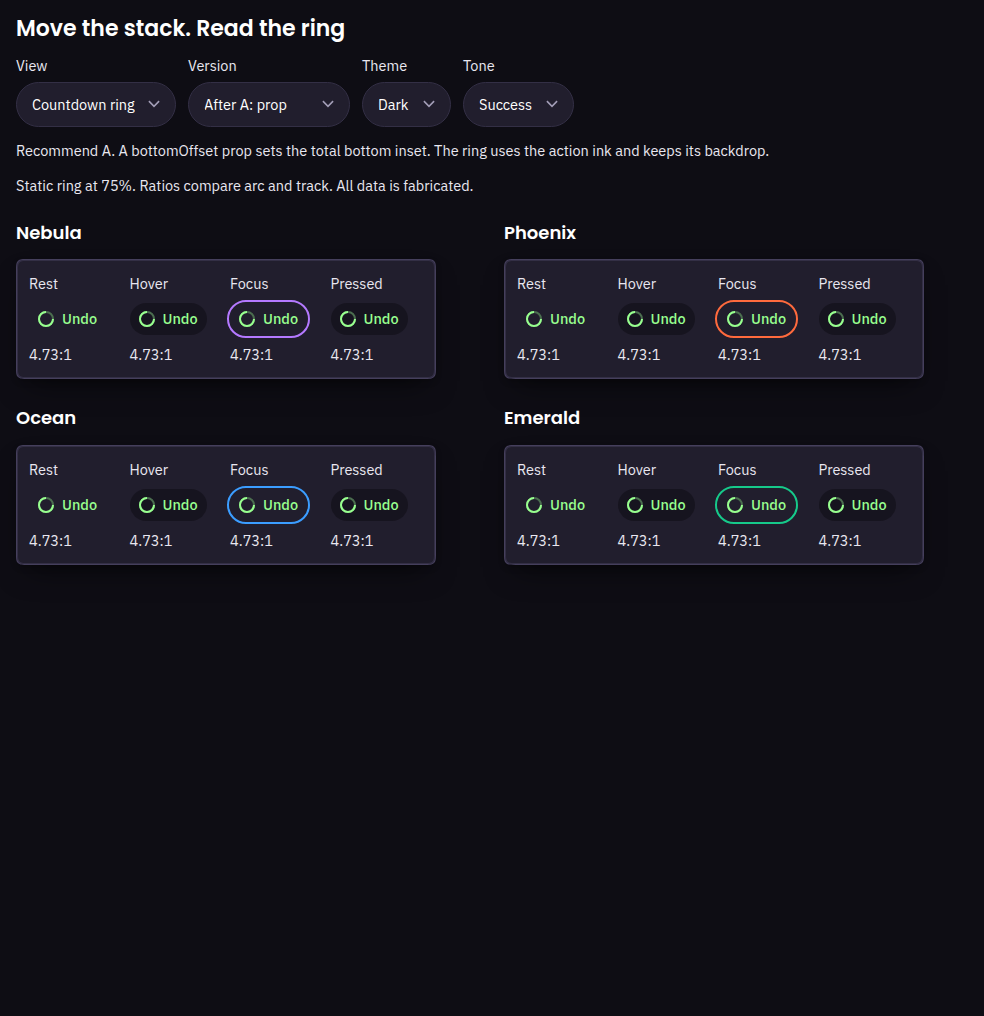 Move the stack. Read the ring
View Version Theme Tone
Countdown ring After A: prop Dark Success
Recommend A. A bottomOffset prop sets the total bottom inset. The ring uses the action ink and keeps its backdrop.
Static ring at 75%. Ratios compare arc and track. All data is fabricated.
Nebula
Rest Hover Focus Pressed
Undo Undo Undo Undo
4.73:1 4.73:1 4.73:1 4.73:1
Phoenix
Rest Hover Focus Pressed
Undo Undo Undo Undo
4.73:1 4.73:1 4.73:1 4.73:1
Ocean
Rest Hover Focus Pressed
Undo Undo Undo Undo
4.73:1 4.73:1 4.73:1 4.73:1
Emerald
Rest Hover Focus Pressed
Undo Undo Undo Undo
4.73:1 4.73:1 4.73:1 4.73:1